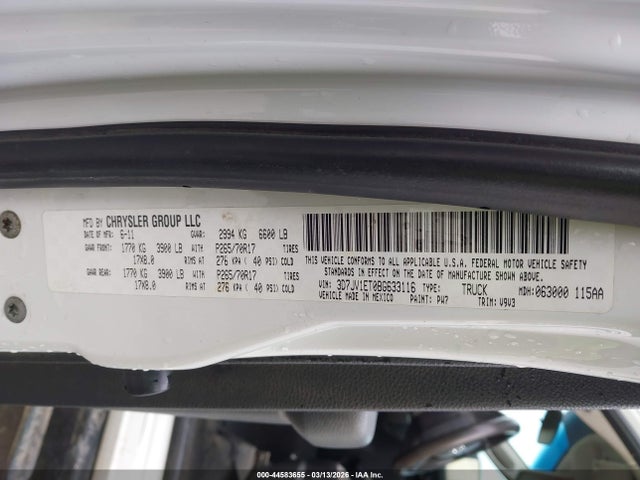 MFD BY CHRYSLER GROUP LLC
DATE OF MFR: 6-11 GVWR: 2994 KG 6600 LB
GAWR FRONT: 1770 KG 3900 LB WITH P265/70R17 TIRES
17X8.0 RIMS AT 276 KPA ( 40 PSI) COLD
GAWR REAR: 1770 KG 3900 LB WITH P265/70R17 TIRES
17X8.0 RIMS AT 276 KPA ( 40 PSI) COLD
THIS VEHICLE CONFORMS TO ALL APPLICABLE U.S.A. FEDERAL MOTOR VEHICLE SAFETY
STANDARDS IN EFFECT ON THE DATE OF MANUFACTURE SHOWN ABOVE.
VIN: 3D7JV1ET0BG633116 TYPE: TRUCK MDH: 063000 115AA
MADE IN MEXICO PAINT: PW7 TRIM: V9V3
000-44583655 - 03/13/2026 - © IAA Holdings, LLC